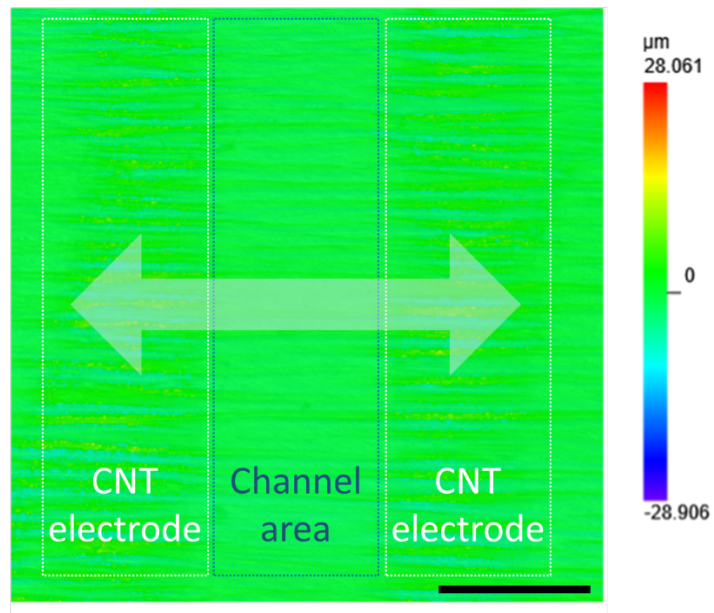 µm
28.061
0
CNT
electrode
Channel
area
CNT
electrode
-28.906